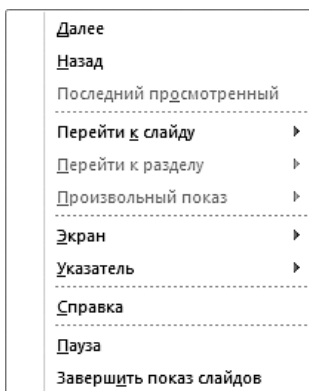 Далее
Назад
Последний просмотренный
Перейти к слайду
Перейти к разделу
Произвольный показ
Экран
Указатель
Справка
Пауза
Завершить показ слайдов